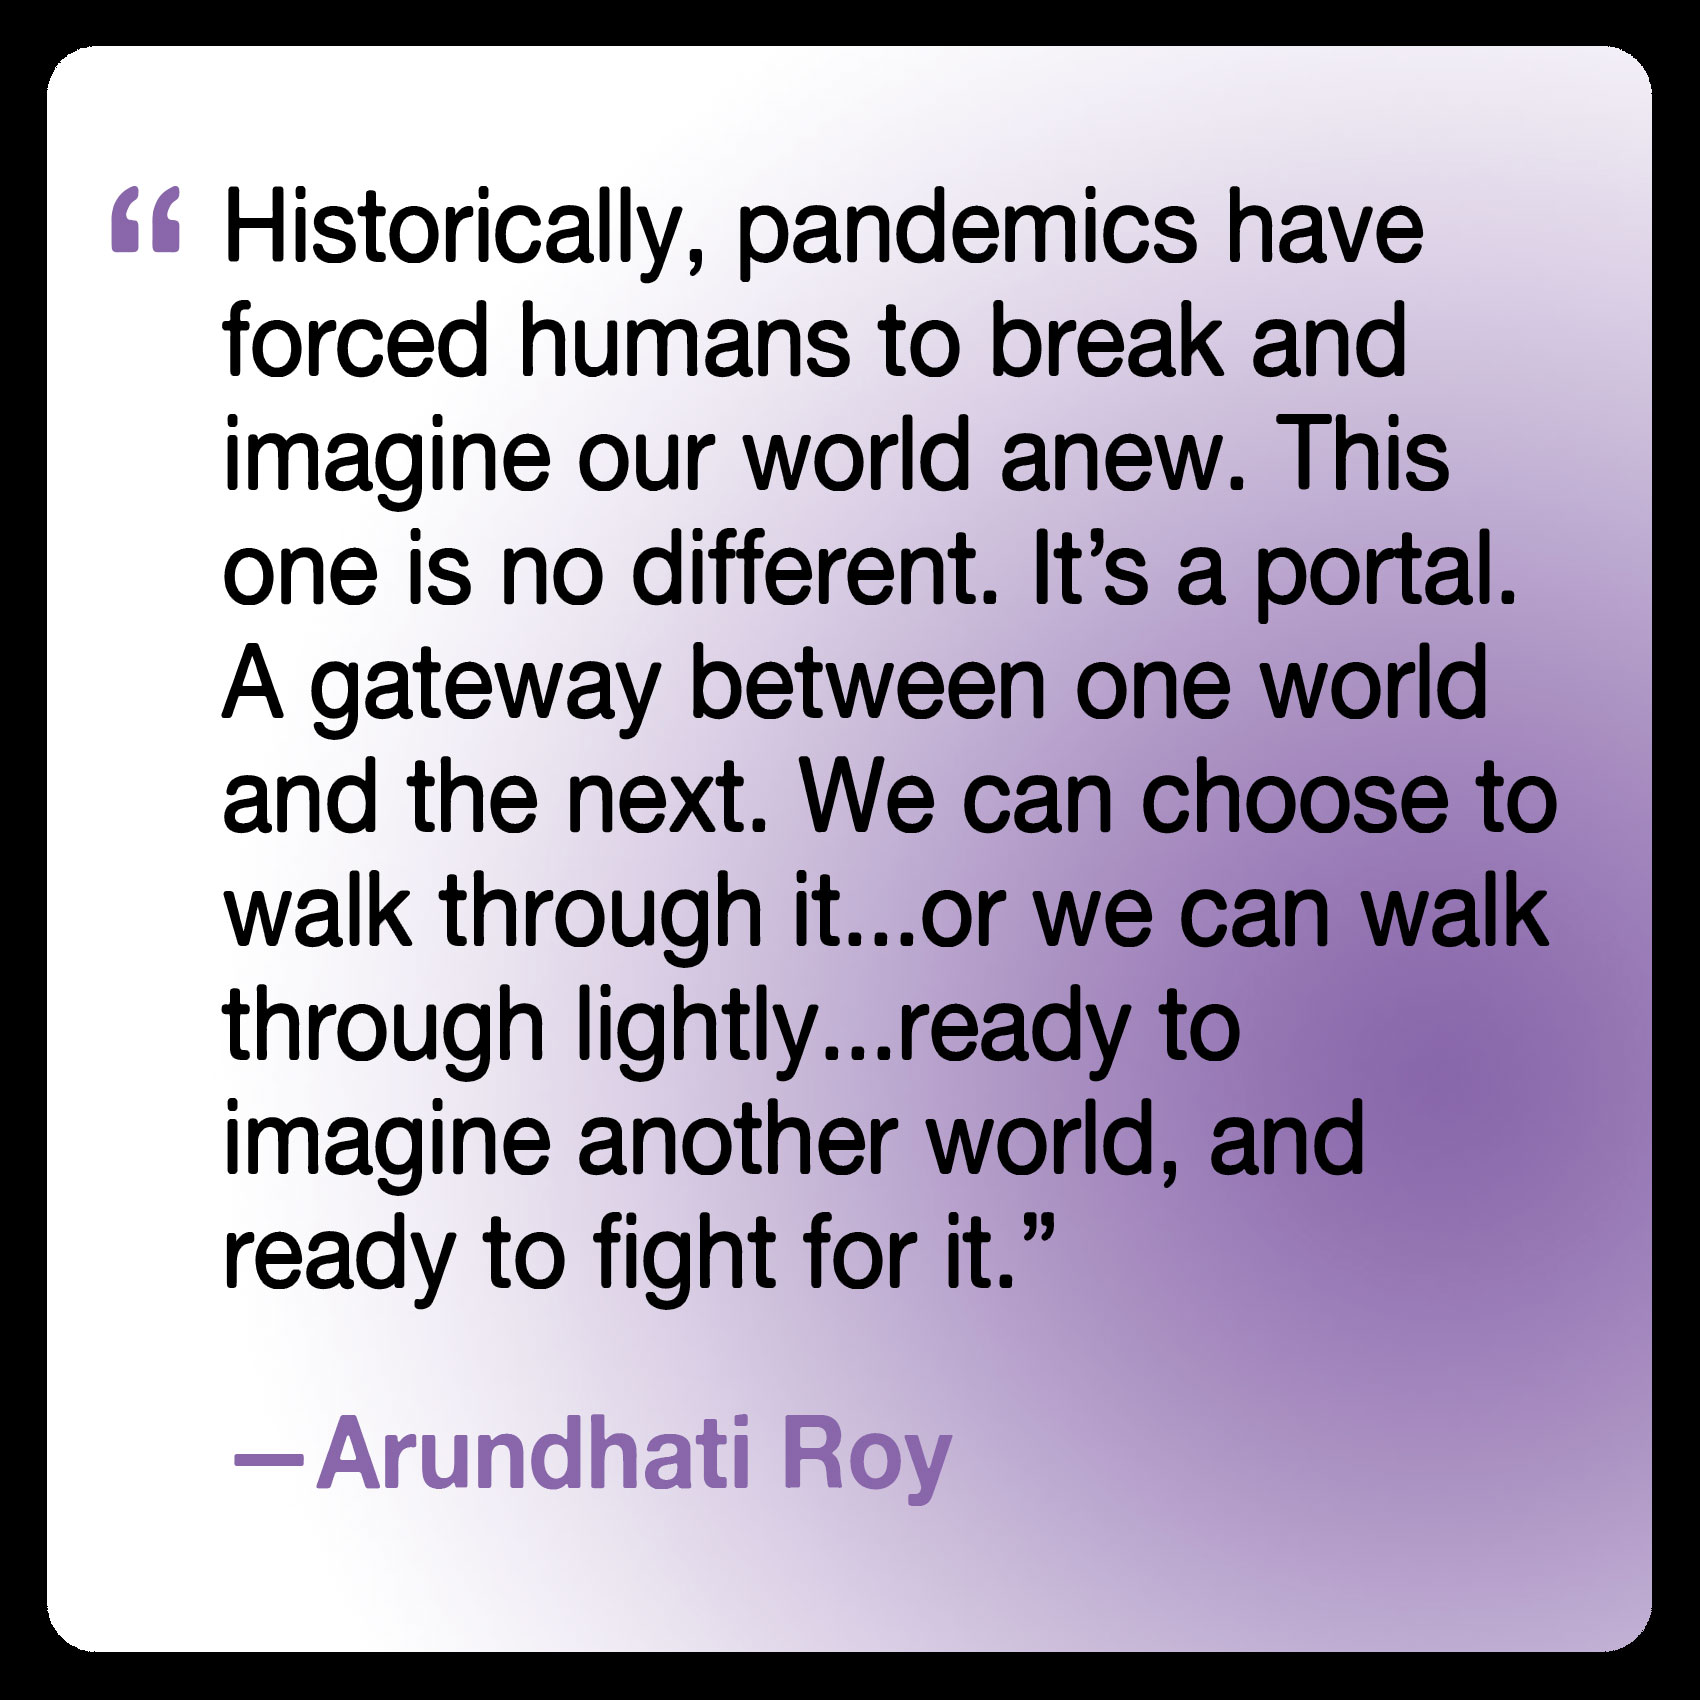 “Historically, pandemics have
forced humans to break and
imagine our world anew. This
one is no different. It’s a portal.
A gateway between one world
and the next. We can choose to
walk through it...or we can walk
through lightly...ready to
imagine another world, and
ready to fight for it.”
—Arundhati Roy